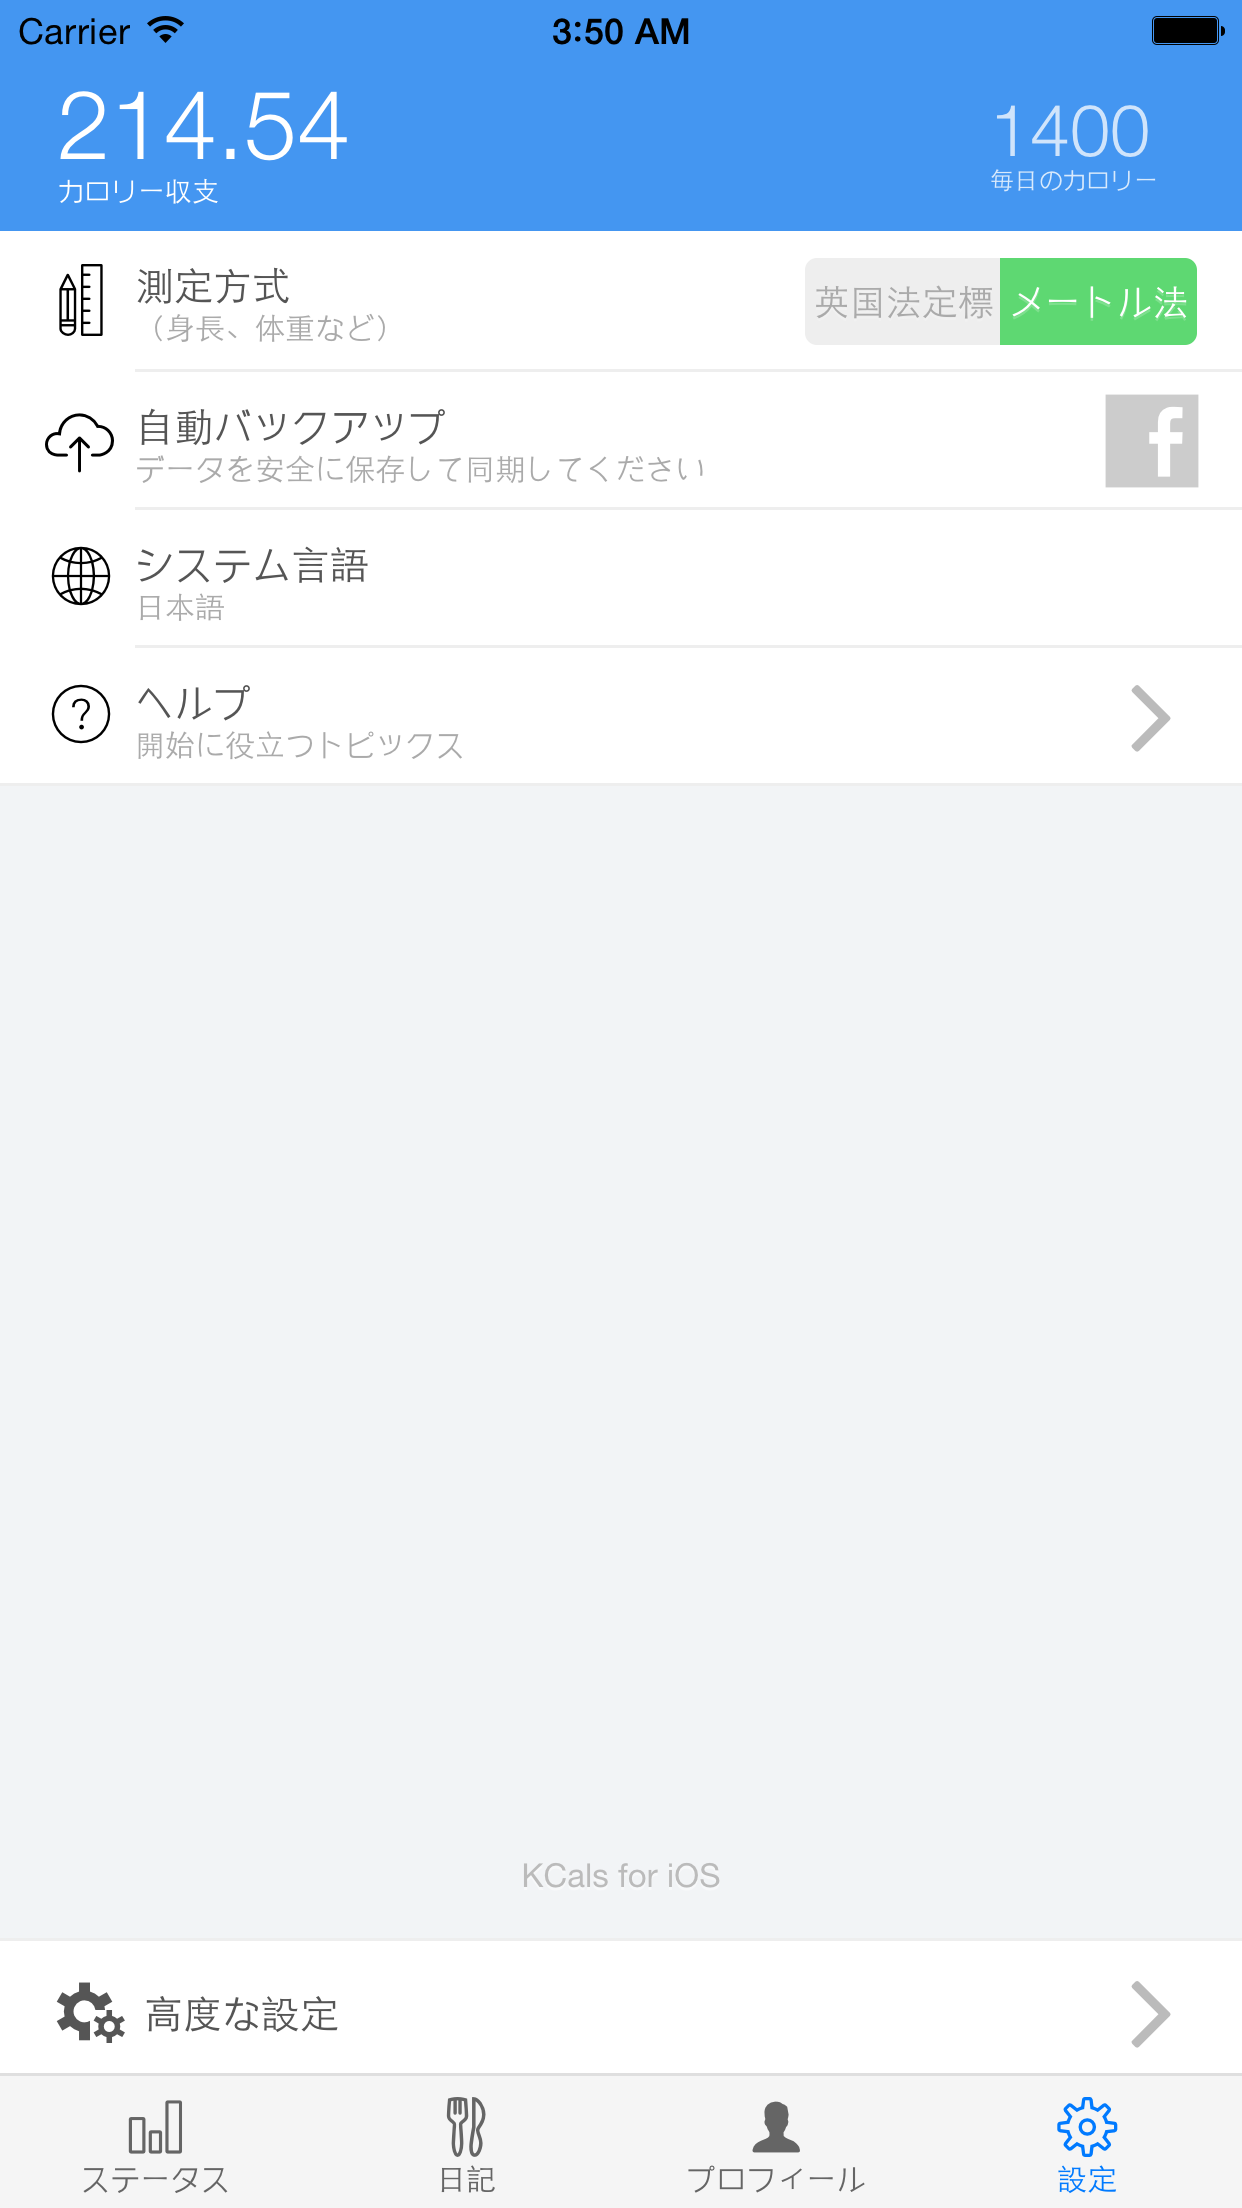 Carrier 3:50 AM
214.54
カロリー収支
1400
毎日のカロリー
測定方式
（身長、体重など）
英国法定標 メートル法
自動バックアップ
データを安全に保存して同期してください
f
システム言語
日本語
?
ヘルプ
開始に役立つトピックス
KCals for iOS
高度な設定
ステータス 日記 プロフィール 設定